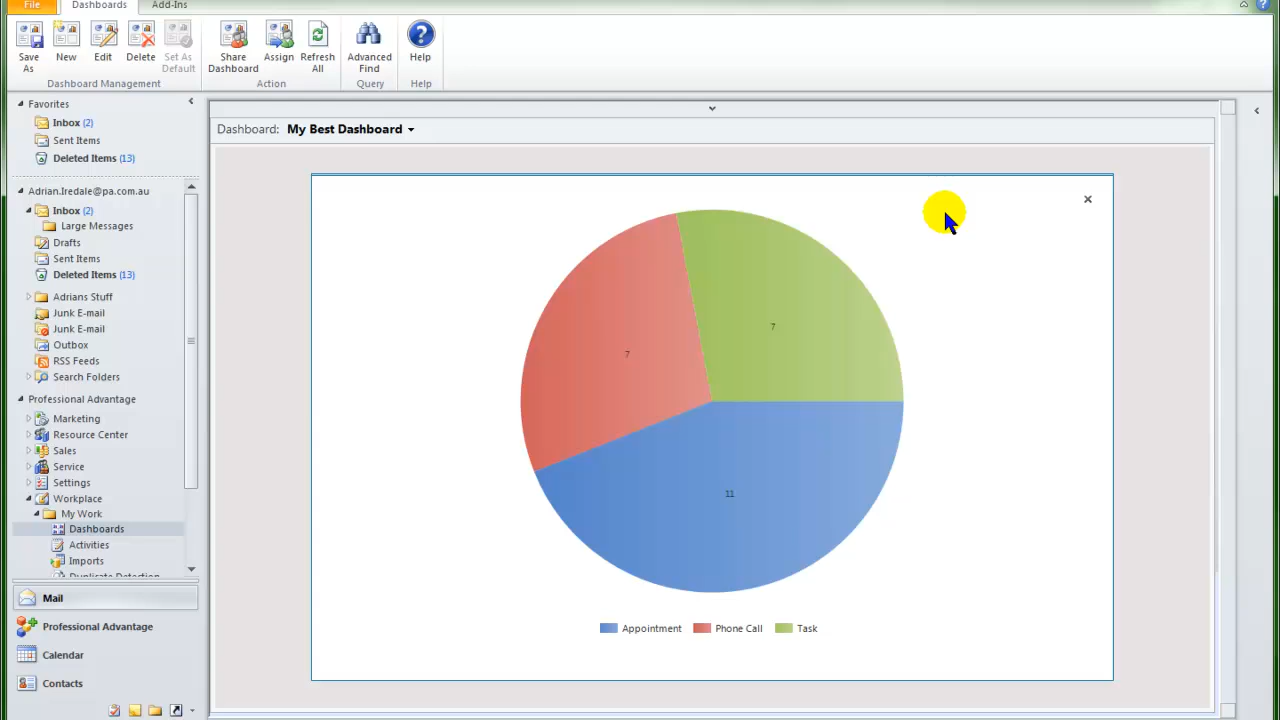 File
Dashboards
Add-Ins
Save As
New
Edit
Delete
Set As Default
Share Dashboard
Assign
Refresh All
Advanced Find
Help
Dashboard Management
Action
Query
Help
Favorites
Inbox (2)
Sent Items
Deleted Items (13)
Adrian.Iredale@pa.com.au
Inbox (2)
Large Messages
Drafts
Sent Items
Deleted Items (13)
Adrians Stuff
Junk E-mail
Junk E-mail
Outbox
RSS Feeds
Search Folders
Professional Advantage
Marketing
Resource Center
Sales
Service
Settings
Workplace
My Work
Dashboards
Activities
Imports
Duplicate Detection
Mail
Professional Advantage
Calendar
Contacts
Dashboard: My Best Dashboard
7
7
11
Appointment Phone Call Task